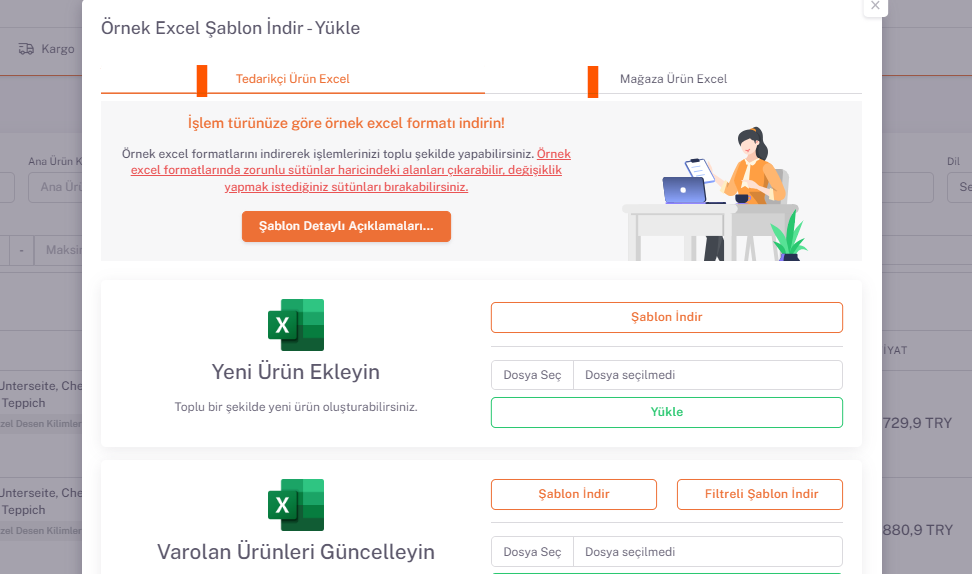 Örnek Excel Şablon İndir - Yükle
×
Kargo
Tedarikçi Ürün Excel
Mağaza Ürün Excel
İşlem türünüze göre örnek excel formatı indirin!
Örnek excel formatlarını indirerek işlemlerinizi toplu şekilde yapabilirsiniz. Örnek
excel formatlarında zorunlu sütünlar haricindeki alanları çıkarabilir, değişiklik
yapmak istediğiniz sütunları bırakabilirsiniz.
Şablon Detaylı Açıklamaları...
Ana Ürün K
Ana Ürü
Dil
Se
-
Maksin
X
Yeni Ürün Ekleyin
Toplu bir şekilde yeni ürün oluşturabilirsiniz.
Şablon İndir
Dosya Seç
Dosya seçilmedi
Yükle
İYAT
Unterseite, Che
Teppich
zel Desen Kilimler
729,9 TRY
X
Varolan Ürünleri Güncelleyin
Şablon İndir
Filtreli Şablon İndir
Dosya Seç
Dosya seçilmedi
Unterseite, Che
Teppich
zel Desen Kilimler
880,9 TRY